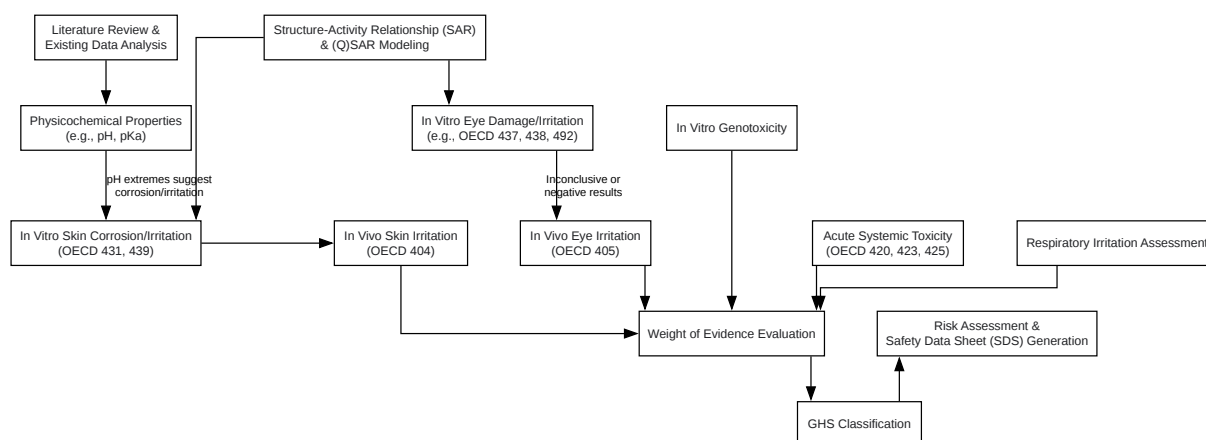 Literature Review &
Existing Data Analysis
Structure-Activity Relationship (SAR)
& (Q)SAR Modeling
Physicochemical Properties
(e.g., pH, pKa)
In Vitro Eye Damage/Irritation
(e.g., OECD 437, 438, 492)
In Vitro Genotoxicity
pH extremes suggest
corrosion/irritation
Inconclusive or
negative results
In Vitro Skin Corrosion/Irritation
(OECD 431, 439)
In Vivo Skin Irritation
(OECD 404)
In Vivo Eye Irritation
(OECD 405)
Acute Systemic Toxicity
(OECD 420, 423, 425)
Respiratory Irritation Assessment
Weight of Evidence Evaluation
Risk Assessment &
Safety Data Sheet (SDS) Generation
GHS Classification